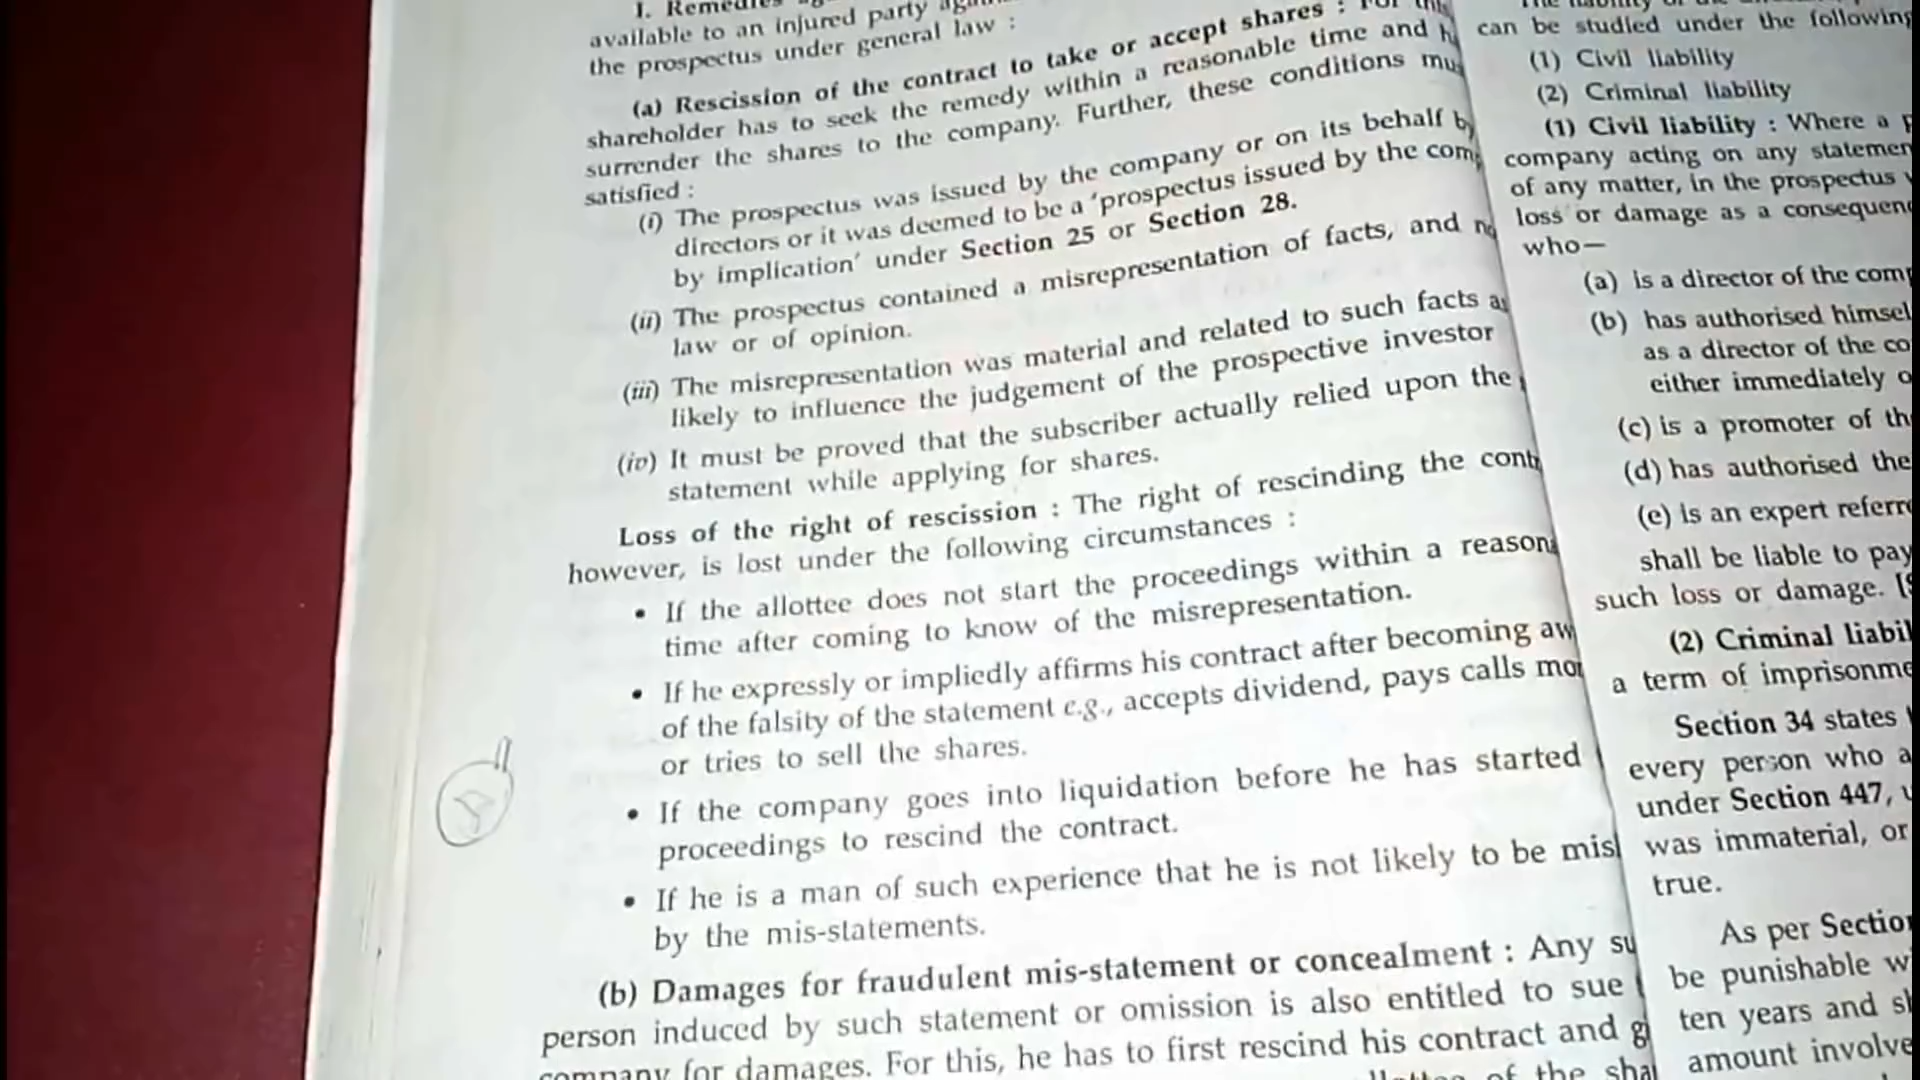 I. Remedies
available to an injured party
the prospectus under general law :
(a) Rescission of the contract to take or accept shares :
shareholder has to seek the remedy within a reasonable time and
surrender the shares to the company. Further, these conditions
satisfied :
(i) The prospectus was issued by the company or on its behalf
directors or it was deemed to be a 'prospectus issued by the
by implication' under Section 25 or Section 28.
(ii) The prospectus contained a misrepresentation of facts, and
law or of opinion.
(iii) The misrepresentation was material and related to such facts
likely to influence the judgement of the prospective investor
(iv) It must be proved that the subscriber actually relied upon the
statement while applying for shares.
Loss of the right of rescission : The right of rescinding the
however, is lost under the following circumstances :
• If the allottee does not start the proceedings within a
time after coming to know of the misrepresentation.
• If he expressly or impliedly affirms his contract after becoming
of the falsity of the statement e.g., accepts dividend, pays calls
or tries to sell the shares.
• If the company goes into liquidation before he has started
proceedings to rescind the contract.
• If he is a man of such experience that he is not likely to be
by the mis-statements.
(b) Damages for fraudulent mis-statement or concealment : Any
person induced by such statement or omission is also entitled to sue
company for damages. For this, he has to first rescind his contract and
of the
can be studied under the following
(1) Civil liability
(2) Criminal liability
(1) Civil liability : Where a
company acting on any
of any matter, in the prospectus
loss or damage as a
who—
(a) is a director of the
(b) has authorised
as a director of the
either immediately
(c) is a promoter of
(d) has authorised the
(e) is an expert
shall be liable to pay
such loss or damage.
(2) Criminal
a term of
Section 34 states
every person who
under Section 447,
was immaterial, or
true.
As per
be punishable
ten years and
amount